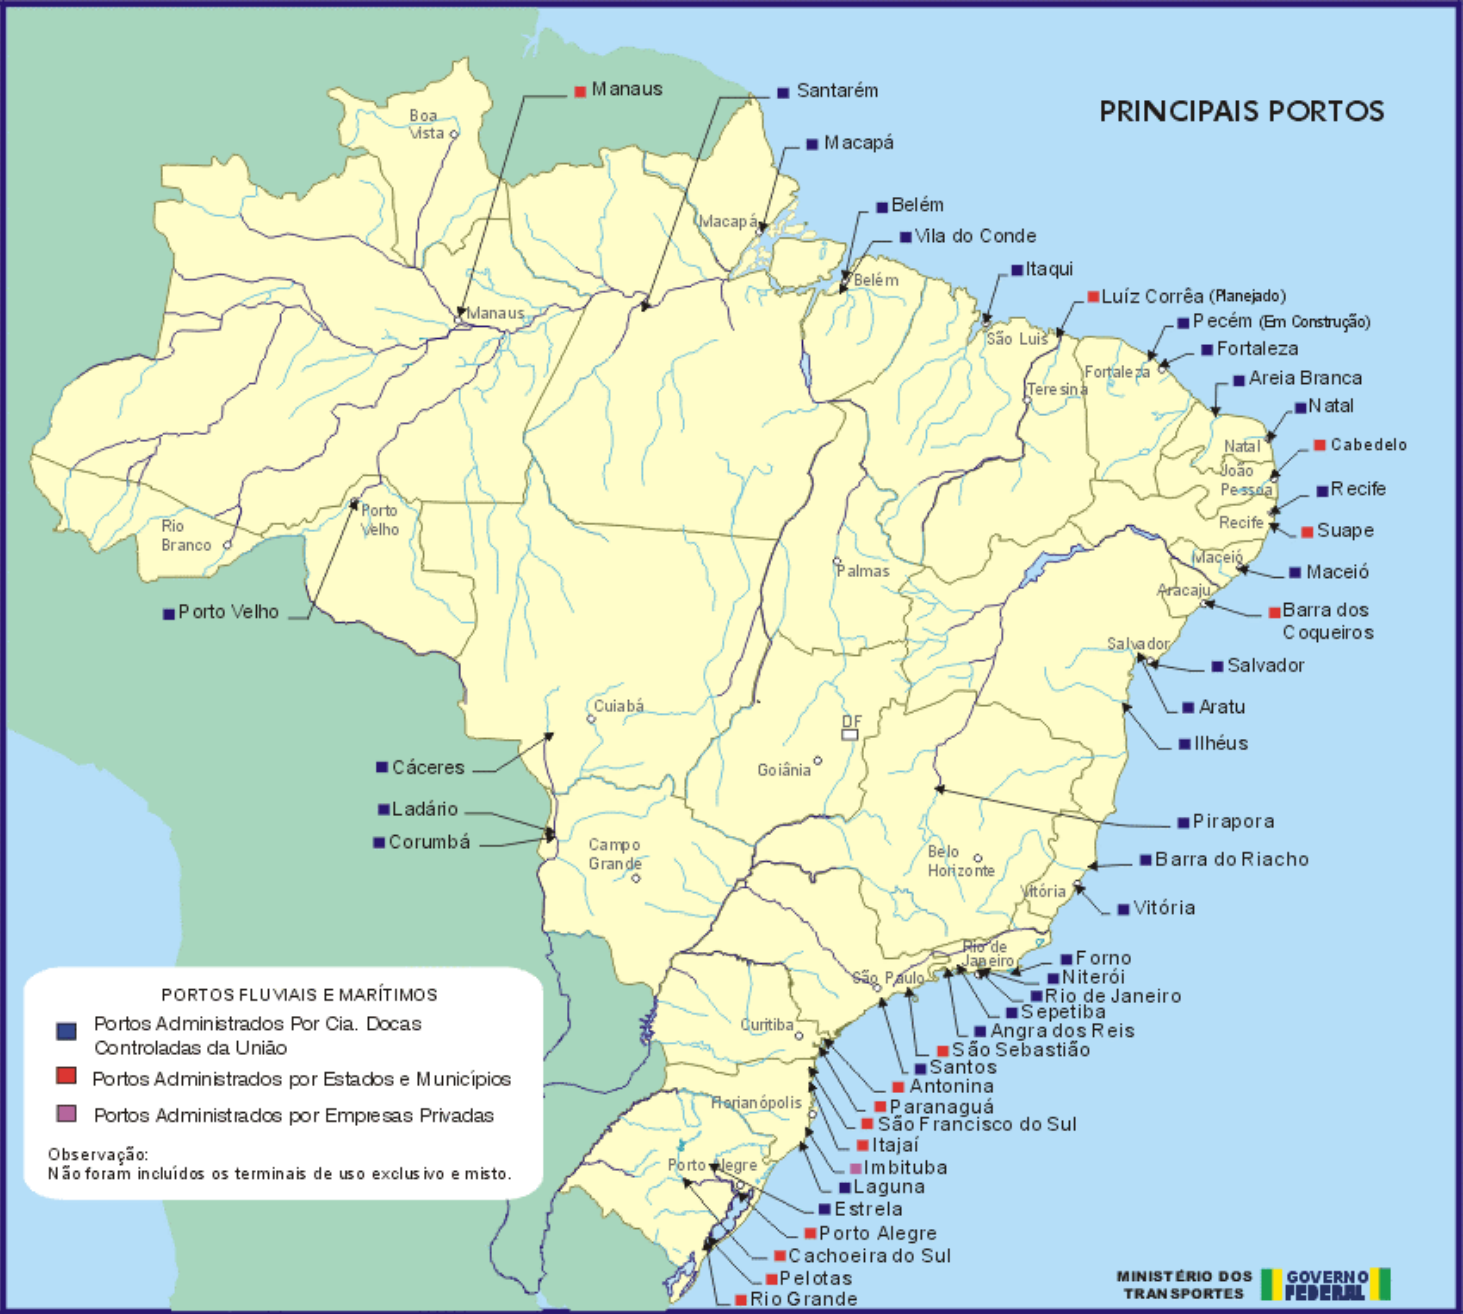 PRINCIPAIS PORTOS
Manaus
Santarém
Macapá
Belém
Vila do Conde
Itaqui
Luíz Corrêa (Planejado)
Pecém (Em Construção)
Fortaleza
Areia Branca
Natal
Cabedelo
Recife
Suape
Maceió
Barra dos
Coqueiros
Salvador
Aratu
Ilhéus
Pirapora
Barra do Riacho
Vitória
Forno
Niterói
Rio de Janeiro
Sepetiba
Angra dos Reis
São Sebastião
Santos
Antonina
Paranaguá
São Francisco do Sul
Itajaí
Imbituba
Laguna
Estrela
Porto Alegre
Cachoeira do Sul
Pelotas
Rio Grande
Porto Velho
Cáceres
Ladário
Corumbá
Boa
Vista
Macapá
Belém
Manaus
São Luis
Teresina
Fortaleza
Natal
João
Pessoa
Recife
Maceió
Aracaju
Salvador
Rio
Branco
Porto
Velho
Palmas
Cuiabá
DF
Goiânia
Campo
Grande
Belo
Horizonte
Vitória
Rio de
Janeiro
São Paulo
Curitiba
Florianópolis
Porto Alegre
PORTOS FLUVIAIS E MARÍTIMOS
Portos Administrados Por Cia. Docas
Controladas da União
Portos Administrados por Estados e Municípios
Portos Administrados por Empresas Privadas
Observação:
Não foram incluídos os terminais de uso exclusivo e misto.
MINISTÉRIO DOS
TRANSPORTES
GOVERNO
FEDERAL